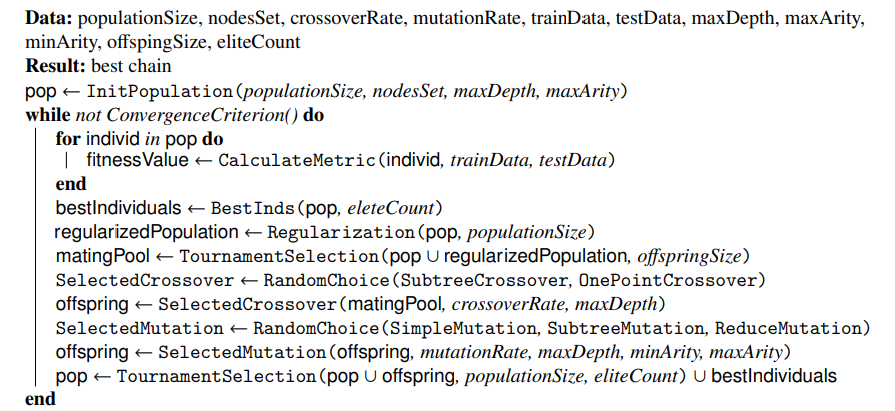 Data: populationSize, nodesSet, crossoverRate, mutationRate, trainData, testData, maxDepth, maxArity,
minArity, offspingSize, eliteCount
Result: best chain
pop ← InitPopulation(populationSize, nodesSet, maxDepth, maxArity)
while not ConvergenceCriterion() do
for individ in pop do
fitnessValue ← CalculateMetric(individ, trainData, testData)
end
bestIndividuals ← BestInds(pop, eleteCount)
regularizedPopulation ← Regularization(pop, populationSize)
matingPool ← TournamentSelection(pop ∪ regularizedPopulation, offspringSize)
SelectedCrossover ← RandomChoice(SubtreeCrossover, OnePointCrossover)
offspring ← SelectedCrossover(matingPool, crossoverRate, maxDepth)
SelectedMutation ← RandomChoice(SimpleMutation, SubtreeMutation, ReduceMutation)
offspring ← SelectedMutation(offspring, mutationRate, maxDepth, minArity, maxArity)
pop ← TournamentSelection(pop ∪ offspring, populationSize, eliteCount) ∪ bestIndividuals
end